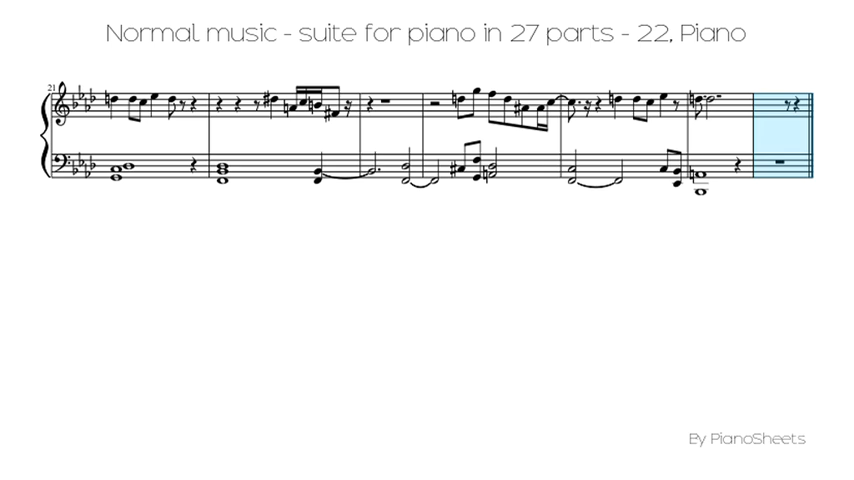 Normal music - suite for piano in 27 parts - 22, Piano
21
By PianoSheets